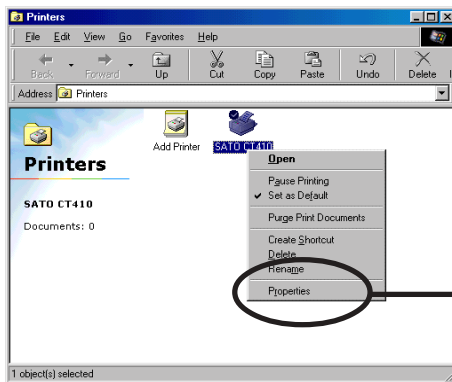 Printers
File Edit View Go Favorites Help
Back Forward Up Cut Copy Paste Undo Delete
Address Printers
Printers
SATO CT410
Documents: 0
Add Printer
SATO CT410
Open
Pause Printing
Set as Default
Purge Print Documents
Create Shortcut
Delete
Rename
Properties
1 object(s) selected